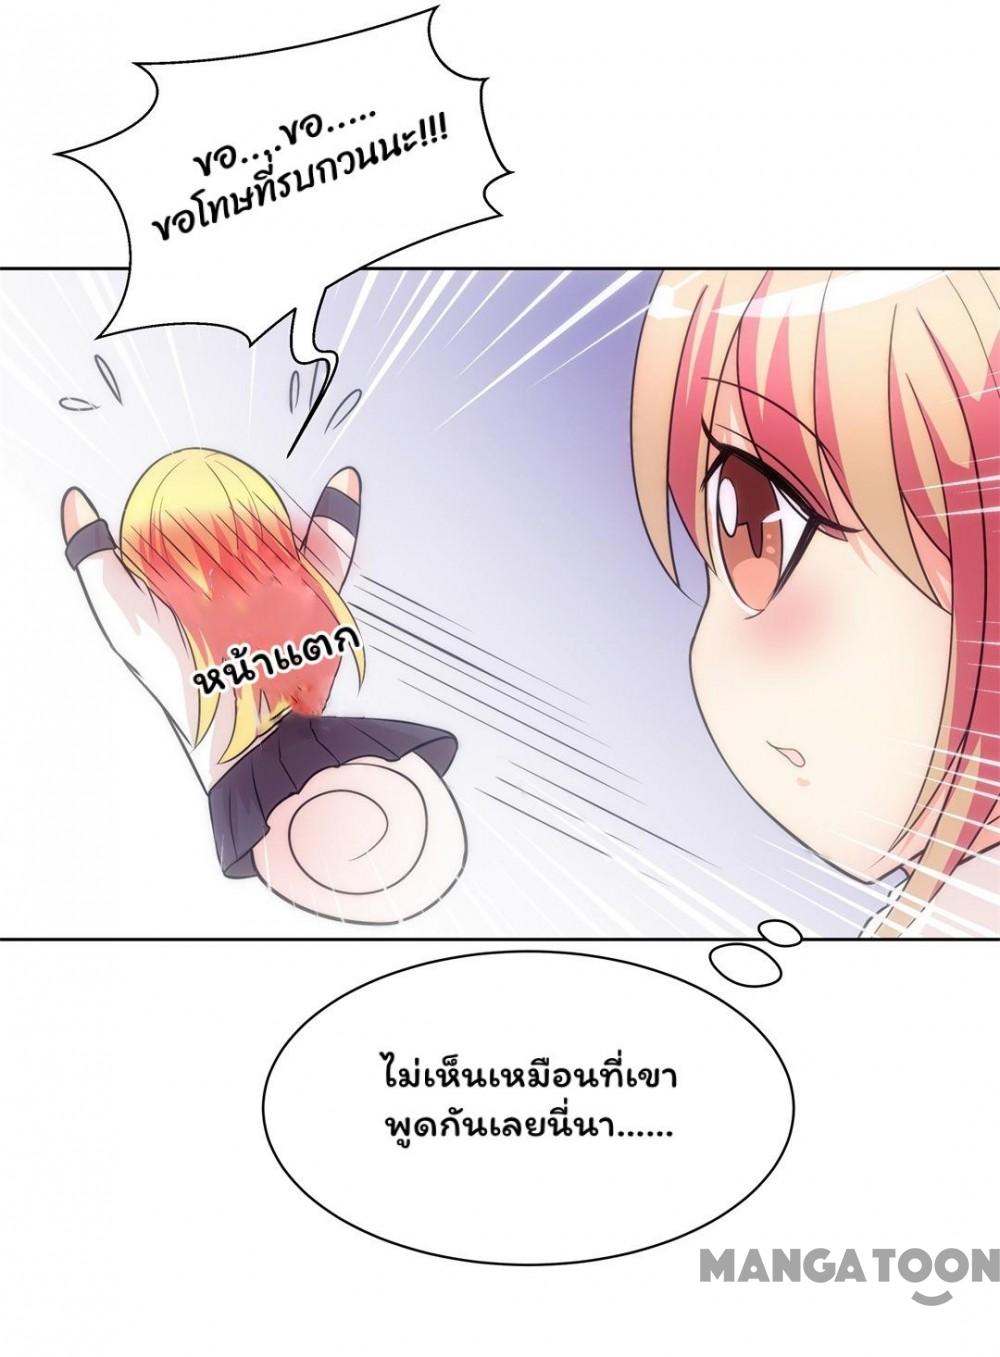 ขอ....ขอ.....
ขอโทษที่รบกวนนะ!!!
หน้าแตก
ไม่เห็นเหมือนที่เขา
พูดกันเลยนี่นา......
MANGATOON